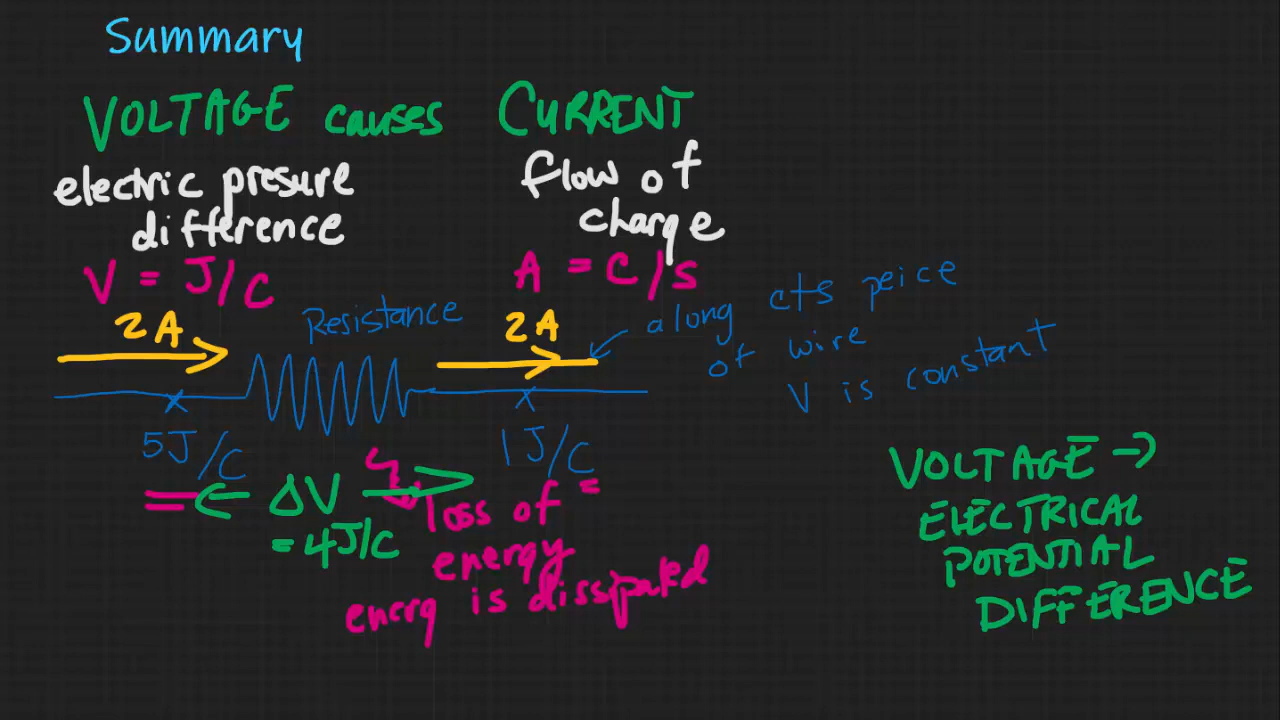 Summary
VOLTAGE causes CURRENT
electric presure
difference
flow of
charge
V = J/C
A = C/s
2A
Resistance
2A
along cts peice
of wire
V is constant
5J/C
1J/C
ΔV
= 4J/C
loss of
energy
energ is dissipated
VOLTAGE →
ELECTRICAL
POTENTIAL
DIFFERENCE